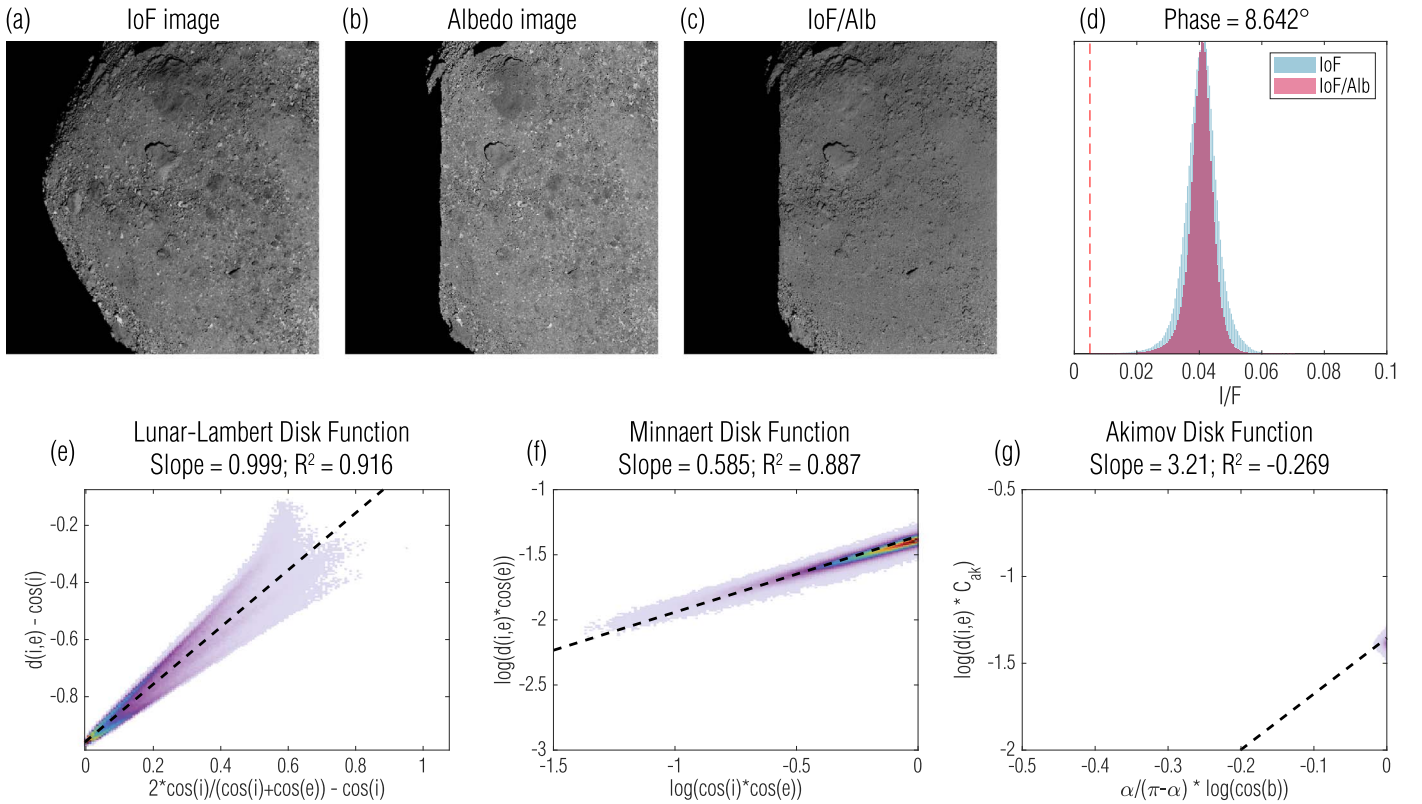 (a) IoF image
(b) Albedo image
(c) IoF/Alb
(d) Phase = 8.642°
IoF
IoF/Alb
0 0.02 0.04 0.06 0.08 0.1
I/F
(e) Lunar-Lambert Disk Function
Slope = 0.999; R² = 0.916
d(i,e) - cos(i)
-0.2
-0.4
-0.6
-0.8
0 0.2 0.4 0.6 0.8 1
2*cos(i)/(cos(i)+cos(e)) - cos(i)
(f) Minnaert Disk Function
Slope = 0.585; R² = 0.887
log(d(i,e)*cos(e))
-1
-1.5
-2
-2.5
-3
-1.5 -1 -0.5 0
log(cos(i)*cos(e))
(g) Akimov Disk Function
Slope = 3.21; R² = -0.269
log(d(i,e) * C_ak)
-0.5
-1
-1.5
-2
-0.5 -0.4 -0.3 -0.2 -0.1 0
α/(π-α) * log(cos(b))